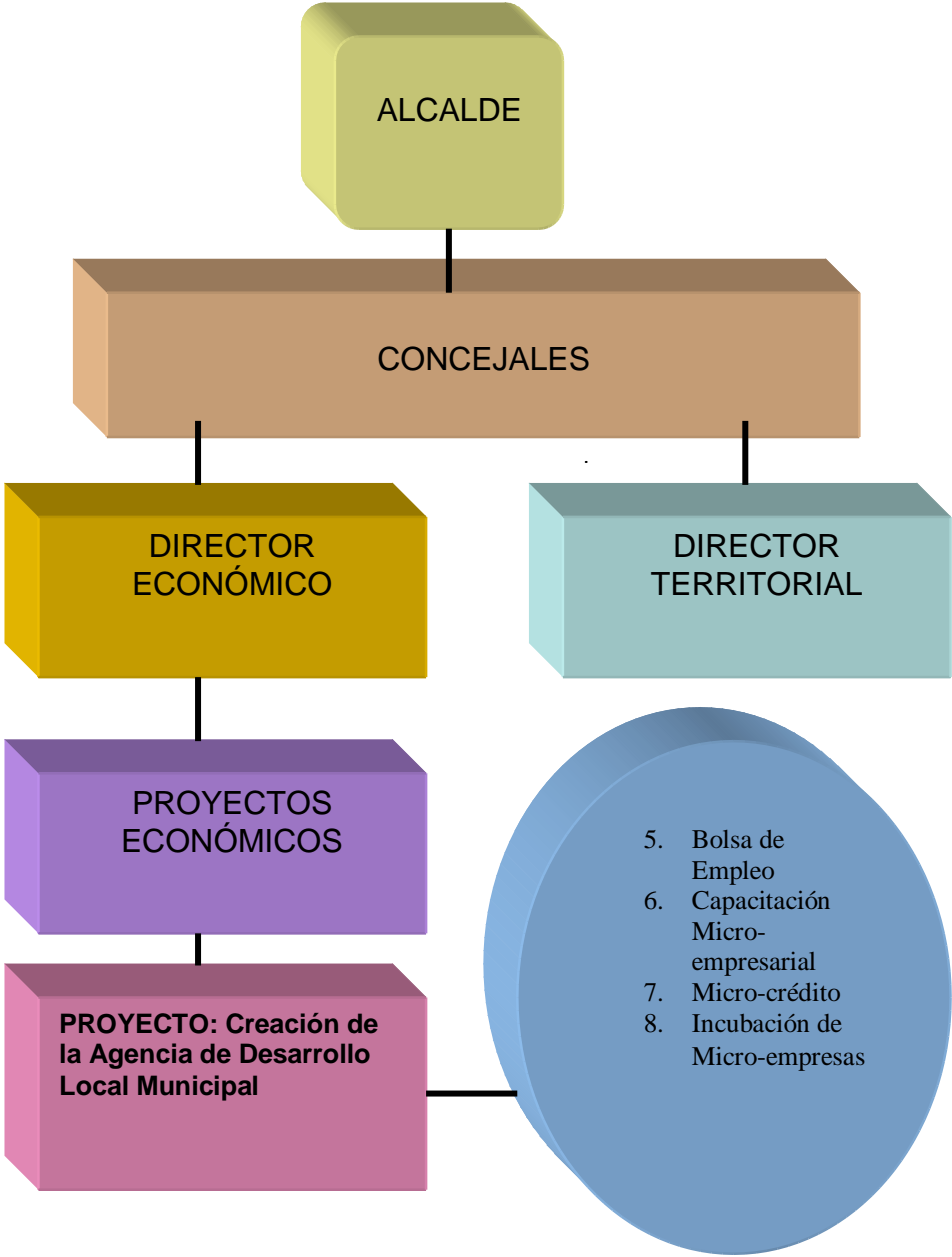 ALCALDE
CONCEJALES
.
DIRECTOR
ECONÓMICO
DIRECTOR
TERRITORIAL
PROYECTOS
ECONÓMICOS
5. Bolsa de
Empleo
6. Capacitación
Micro-
empresarial
7. Micro-crédito
8. Incubación de
Micro-empresas
PROYECTO: Creación de
la Agencia de Desarrollo
Local Municipal